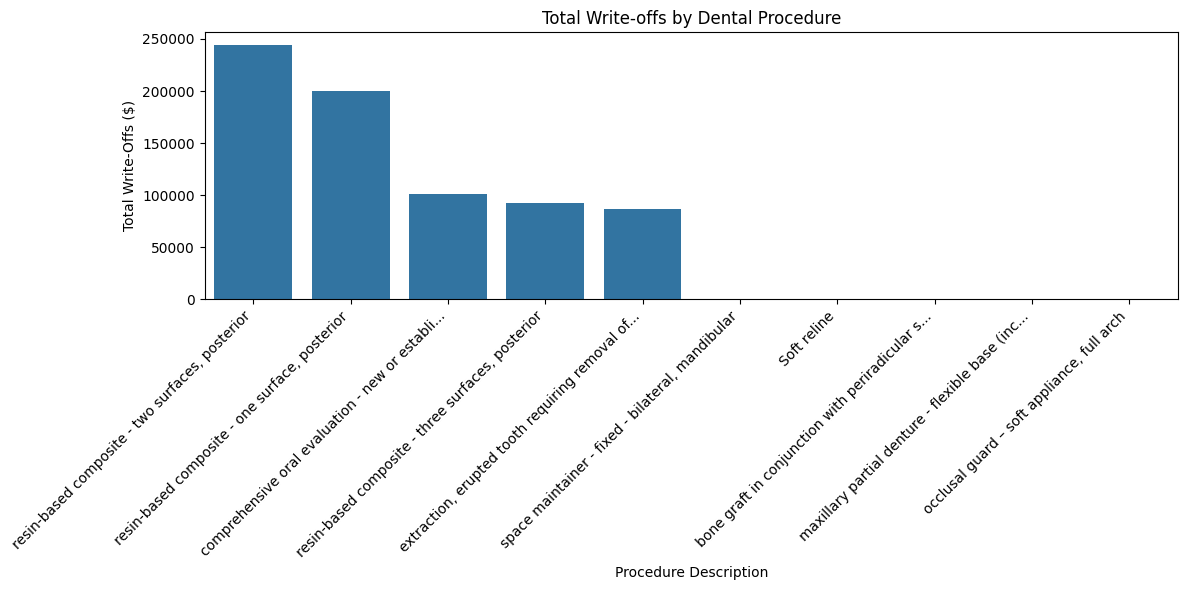 Total Write-offs by Dental Procedure
Total Write-Offs ($)
250000
200000
150000
100000
50000
0
resin-based composite - two surfaces, posterior
resin-based composite - one surface, posterior
comprehensive oral evaluation - new or establi...
resin-based composite - three surfaces, posterior
extraction, erupted tooth requiring removal of...
space maintainer - fixed - bilateral, mandibular
Soft reline
bone graft in conjunction with periradicular s...
maxillary partial denture - flexible base (inc...
occlusal guard – soft appliance, full arch
Procedure Description